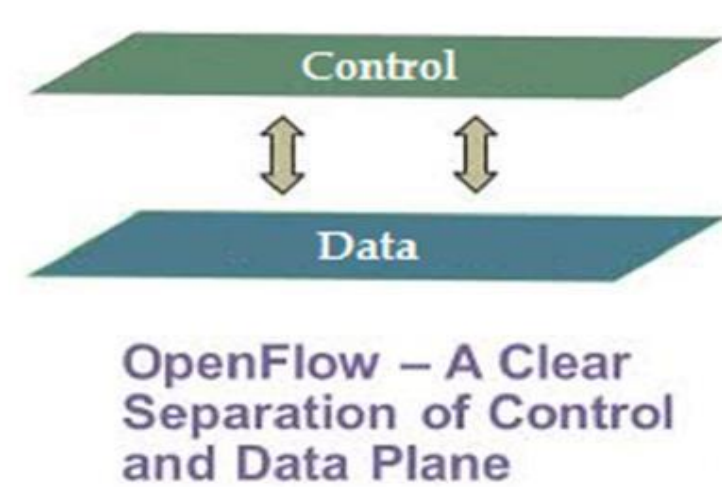 Control
Data
OpenFlow – A Clear
Separation of Control
and Data Plane